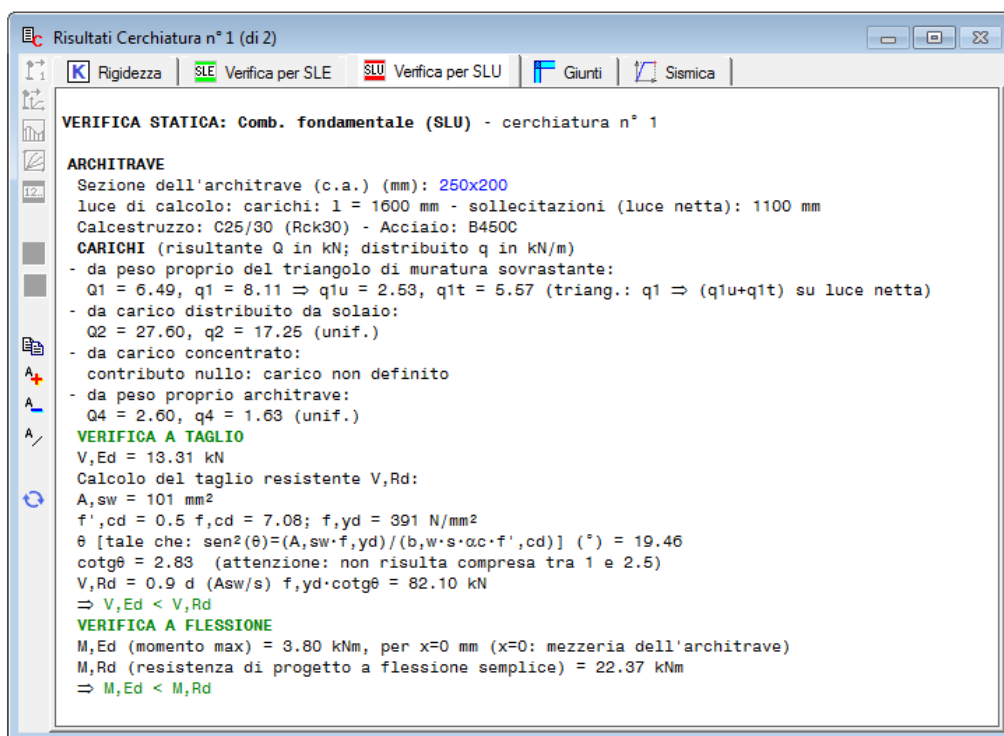 Risultati Cerchiatura n° 1 (di 2)
K Rigidezza SLE Verifica per SLE SLU Verifica per SLU Giunti Sismica
VERIFICA STATICA: Comb. fondamentale (SLU) - cerchiatura n° 1
ARCHITRAVE
Sezione dell'architrave (c.a.) (mm): 250x200
luce di calcolo: carichi: l = 1600 mm - sollecitazioni (luce netta): 1100 mm
Calcestruzzo: C25/30 (Rck30) - Acciaio: B450C
CARICHI (risultante Q in kN; distribuito q in kN/m)
- da peso proprio del triangolo di muratura sovrastante:
Q1 = 6.49, q1 = 8.11 ⇒ q1u = 2.53, q1t = 5.57 (triang.: q1 ⇒ (q1u+q1t) su luce netta)
- da carico distribuito da solaio:
Q2 = 27.60, q2 = 17.25 (unif.)
- da carico concentrato:
contributo nullo: carico non definito
- da peso proprio architrave:
Q4 = 2.60, q4 = 1.63 (unif.)
VERIFICA A TAGLIO
V,Ed = 13.31 kN
Calcolo del taglio resistente V,Rd:
A,sw = 101 mm²
f',cd = 0.5 f,cd = 7.08; f,yd = 391 N/mm²
θ [tale che: sen²(θ)=(A,sw·f,yd)/(b,w·s·αc·f',cd)] (°) = 19.46
cotgθ = 2.83 (attenzione: non risulta compresa tra 1 e 2.5)
V,Rd = 0.9 d (Asw/s) f,yd·cotgθ = 82.10 kN
⇒ V,Ed < V,Rd
VERIFICA A FLESSIONE
M,Ed (momento max) = 3.80 kNm, per x=0 mm (x=0: mezzeria dell'architrave)
M,Rd (resistenza di progetto a flessione semplice) = 22.37 kNm
⇒ M,Ed < M,Rd